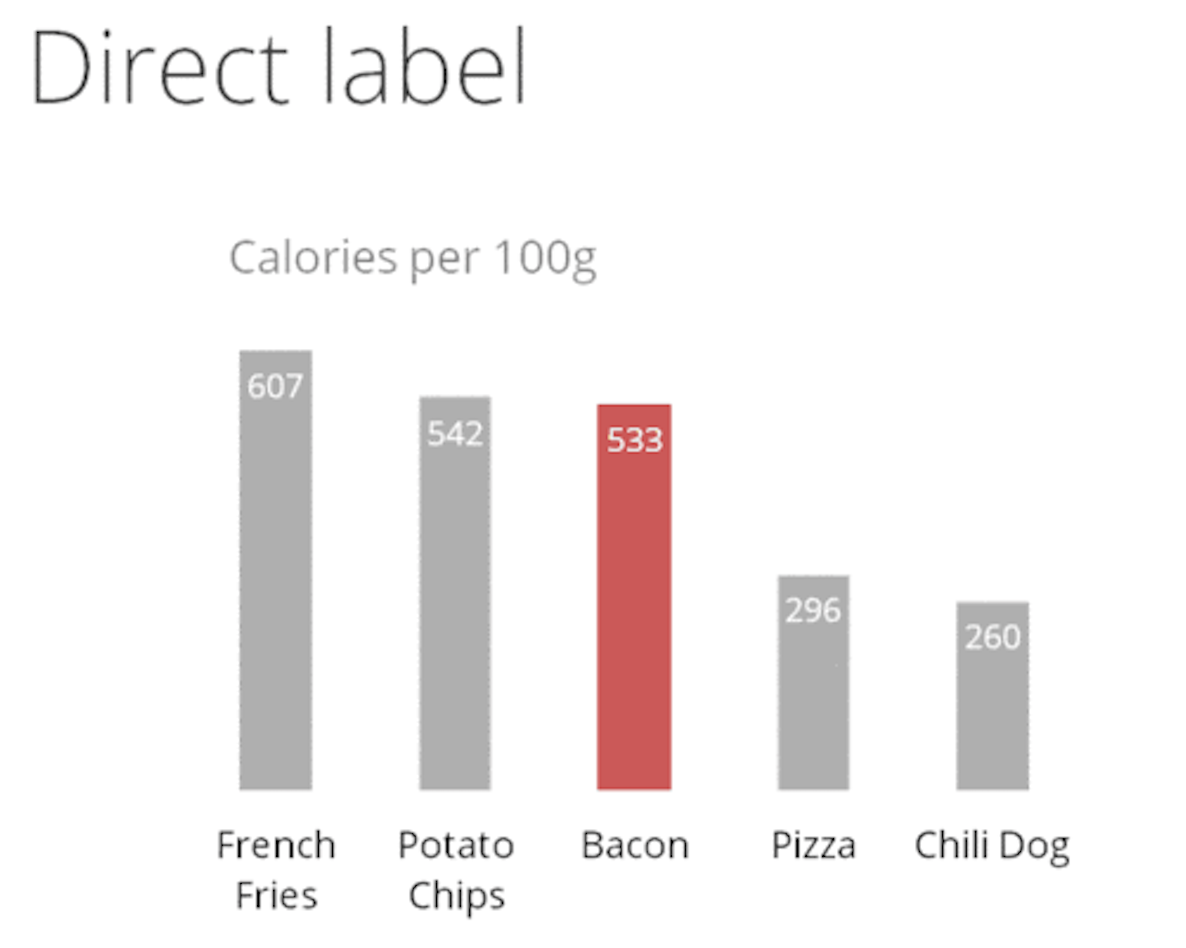 Direct label
Calories per 100g
607
542
533
296
260
French
Fries
Potato
Chips
Bacon
Pizza
Chili Dog